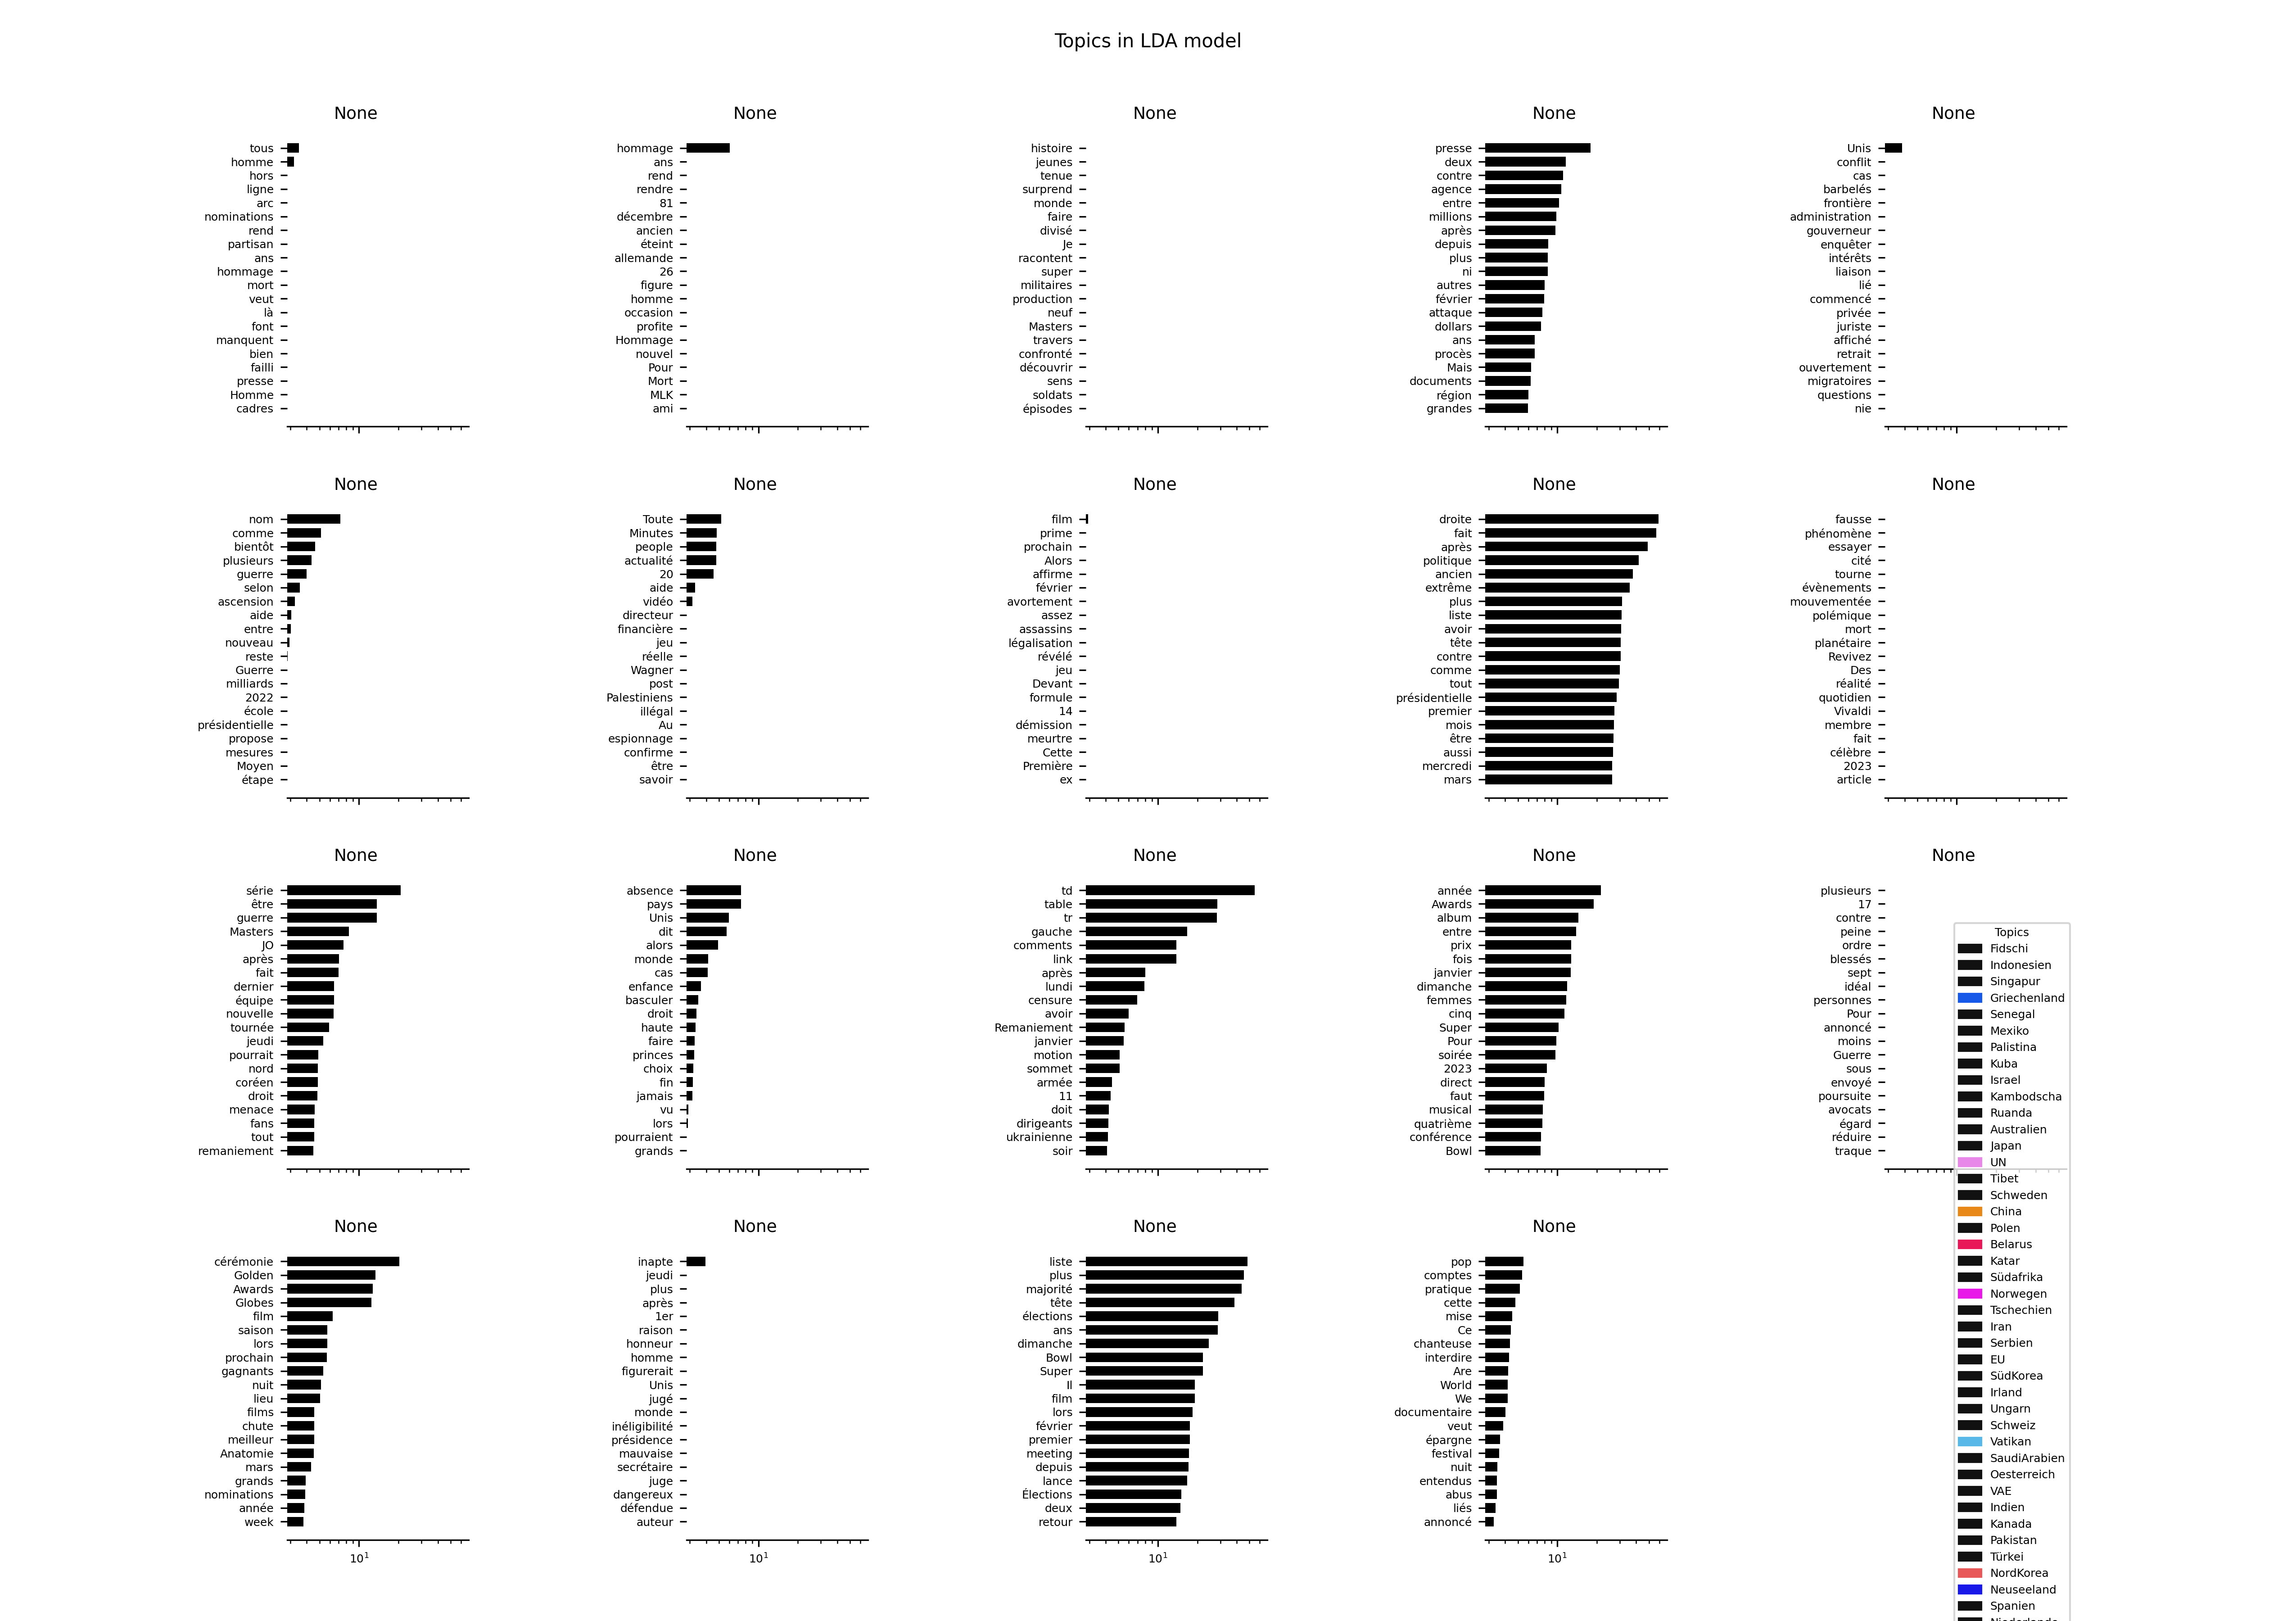 Topics in LDA model
None
tous
homme
hors
ligne
arc
nominations
rend
partisan
ans
hommage
mort
veut
là
font
manquent
bien
failli
presse
Homme
cadres
None
hommage
ans
rend
rendre
81
décembre
ancien
éteint
allemande
26
figure
homme
occasion
profite
Hommage
nouvel
Pour
Mort
MLK
ami
None
histoire
jeunes
tenue
surprend
monde
faire
divisé
Je
racontent
super
militaires
production
neuf
Masters
travers
confronté
découvrir
sens
soldats
épisodes
None
presse
deux
contre
agence
entre
millions
après
depuis
plus
ni
autres
février
attaque
dollars
ans
procès
Mais
documents
région
grandes
None
Unis
conflit
cas
barbelés
frontière
administration
gouverneur
enquêter
intérêts
liaison
lié
commencé
privée
juriste
affiché
retrait
ouvertement
migratoires
questions
nie
None
nom
comme
bientôt
plusieurs
guerre
selon
ascension
aide
entre
nouveau
reste
Guerre
milliards
2022
école
présidentielle
propose
mesures
Moyen
étape
None
Toute
Minutes
people
actualité
20
aide
vidéo
directeur
financière
jeu
réelle
Wagner
post
Palestiniens
illégal
Au
espionnage
confirme
être
savoir
None
film
prime
prochain
Alors
affirme
février
avortement
assez
assassins
légalisation
révélé
jeu
Devant
formule
14
démission
meurtre
Cette
Première
ex
None
droite
fait
après
politique
ancien
extrême
plus
liste
avoir
tête
contre
comme
tout
présidentielle
premier
mois
être
aussi
mercredi
mars
None
fausse
phénomène
essayer
cité
tourne
évènements
mouvementée
polémique
mort
planétaire
Revivez
Des
réalité
quotidien
Vivaldi
membre
fait
célèbre
2023
article
None
série
être
guerre
Masters
JO
après
fait
dernier
équipe
nouvelle
tournée
jeudi
pourrait
nord
coréen
droit
menace
fans
tout
remaniement
None
absence
pays
Unis
dit
alors
monde
cas
enfance
basculer
droit
haute
faire
princes
choix
fin
jamais
vu
lors
pourraient
grands
None
td
table
tr
gauche
comments
link
après
lundi
censure
avoir
Remaniement
janvier
motion
sommet
armée
11
doit
dirigeants
ukrainienne
soir
None
année
Awards
album
entre
prix
fois
janvier
dimanche
femmes
cinq
Super
Pour
soirée
2023
direct
faut
musical
quatrième
conférence
Bowl
None
plusieurs
17
contre
peine
ordre
blessés
sept
idéal
personnes
Pour
annoncé
moins
Guerre
sous
envoyé
poursuite
avocats
égard
réduire
traque
None
cérémonie
Golden
Awards
Globes
film
saison
lors
prochain
gagnants
nuit
lieu
films
chute
meilleur
Anatomie
mars
grands
nominations
année
week
10¹
None
inapte
jeudi
plus
après
1er
raison
honneur
homme
figurerait
Unis
jugé
monde
inéligibilité
présidence
mauvaise
secrétaire
juge
dangereux
défendue
auteur
10¹
None
liste
plus
majorité
tête
élections
ans
dimanche
Bowl
Super
Il
film
lors
février
premier
meeting
depuis
lance
Élections
deux
retour
10¹
None
pop
comptes
pratique
cette
mise
Ce
chanteuse
interdire
Are
World
We
documentaire
veut
épargne
festival
nuit
entendus
abus
liés
annoncé
10¹
Topics
Fidschi
Indonesien
Singapur
Griechenland
Senegal
Mexiko
Palistina
Kuba
Israel
Kambodscha
Ruanda
Australien
Japan
UN
Tibet
Schweden
China
Polen
Belarus
Katar
Südafrika
Norwegen
Tschechien
Iran
Serbien
EU
SüdKorea
Irland
Ungarn
Schweiz
Vatikan
SaudiArabien
Oesterreich
VAE
Indien
Kanada
Pakistan
Türkei
NordKorea
Neuseeland
Spanien